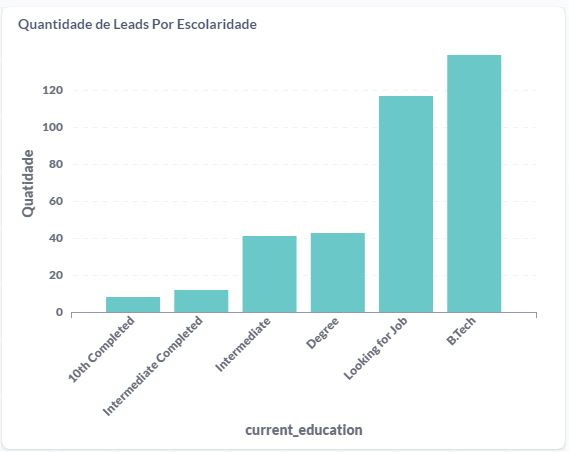 Quantidade de Leads Por Escolaridade
120
100
80
60
40
20
0
Quatidade
10th Completed
Intermediate Completed
Intermediate
Degree
Looking for Job
B.Tech
current_education